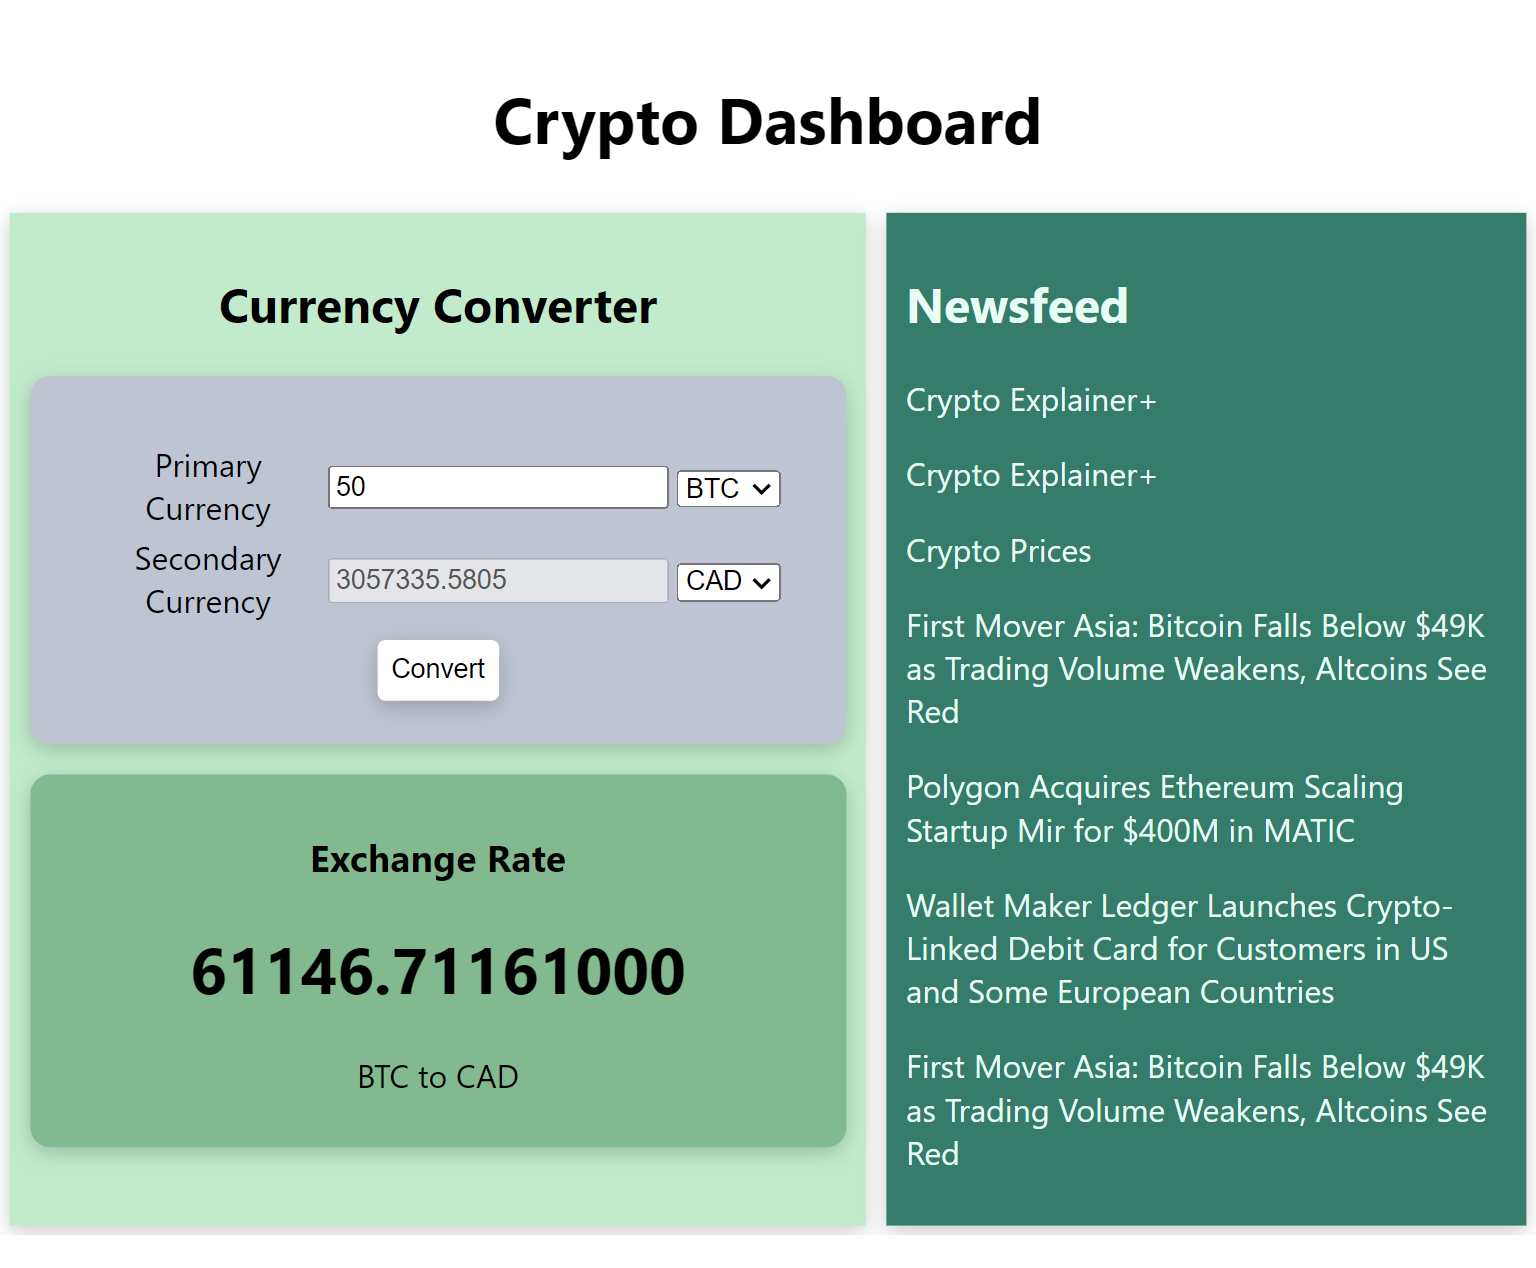 Crypto Dashboard
Currency Converter
Primary
Currency
50
BTC
Secondary
Currency
3057335.5805
CAD
Convert
Exchange Rate
61146.71161000
BTC to CAD
Newsfeed
Crypto Explainer+
Crypto Explainer+
Crypto Prices
First Mover Asia: Bitcoin Falls Below $49K
as Trading Volume Weakens, Altcoins See
Red
Polygon Acquires Ethereum Scaling
Startup Mir for $400M in MATIC
Wallet Maker Ledger Launches Crypto-
Linked Debit Card for Customers in US
and Some European Countries
First Mover Asia: Bitcoin Falls Below $49K
as Trading Volume Weakens, Altcoins See
Red